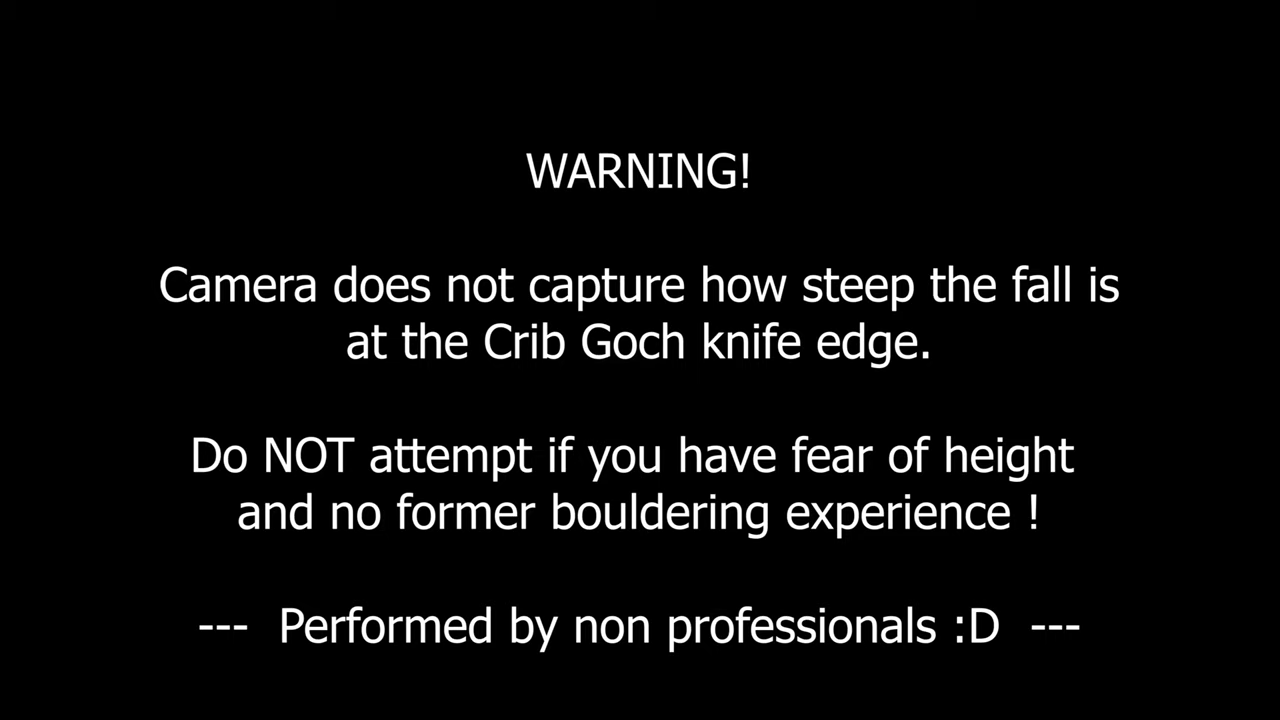 WARNING!
Camera does not capture how steep the fall is
at the Crib Goch knife edge.
Do NOT attempt if you have fear of height
and no former bouldering experience !
--- Performed by non professionals :D ---